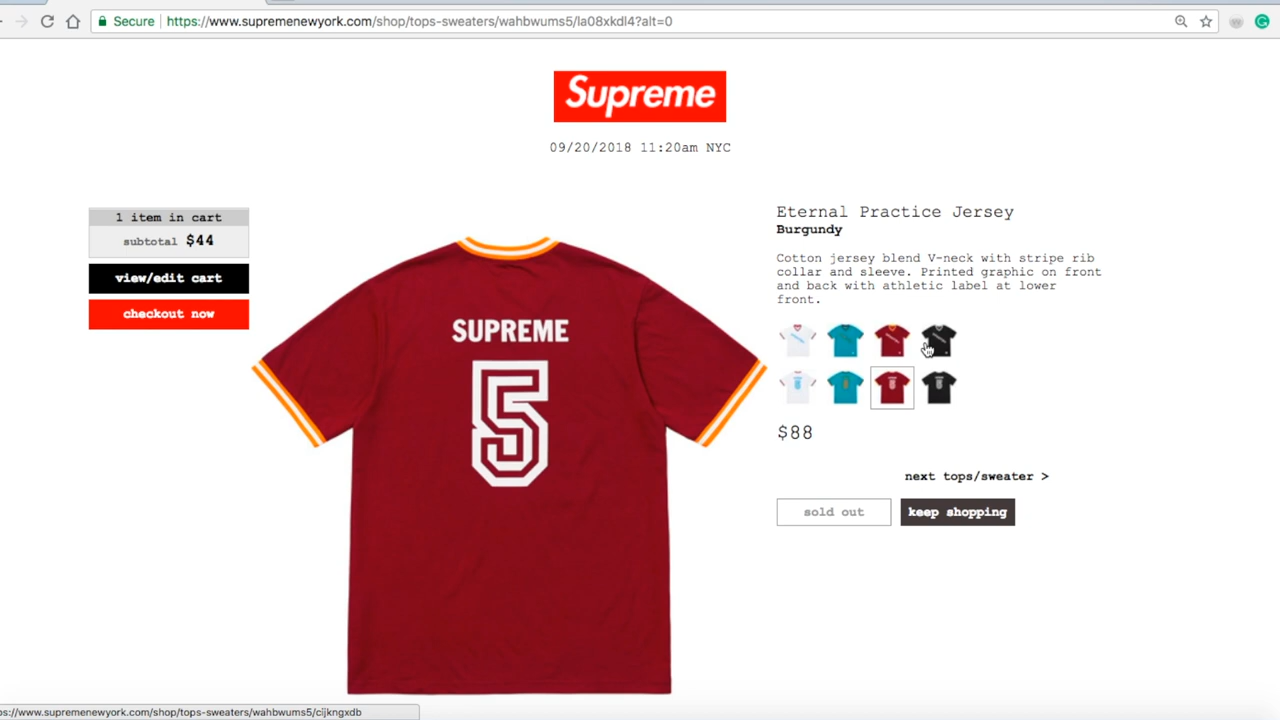 Secure
https://www.supremenewyork.com/shop/tops-sweaters/wahbwums5/la08xkdl4?alt=0
Supreme
09/20/2018 11:20am NYC
1 item in cart
subtotal $44
view/edit cart
checkout now
SUPREME
5
Eternal Practice Jersey
Burgundy
Cotton jersey blend V-neck with stripe rib
collar and sleeve. Printed graphic on front
and back with athletic label at lower
front.
$88
next tops/sweater >
sold out
keep shopping
ps://www.supremenewyork.com/shop/tops-sweaters/wahbwums5/cijkngxdb